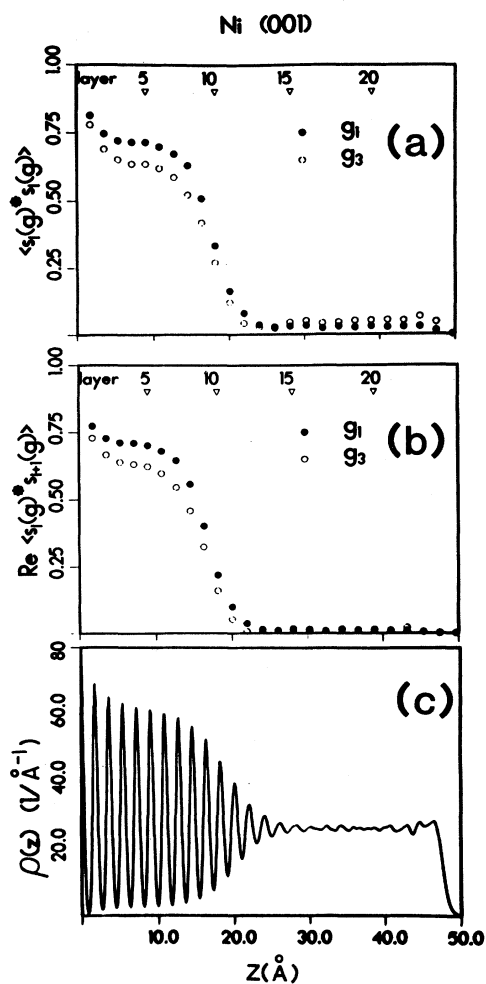 Ni (001)
1.00
layer 5 10 15 20
0.75
g1
g3
(a)
0.50
0.25
<s_l(g)* s_l(g)>
1.00
layer 5 10 15 20
0.75
g1
g3
(b)
0.50
0.25
Re <s_l(g)* s_{l+1}(g)>
80
(c)
60.0
40.0
20.0
ρ(z) (1/Å⁻¹)
10.0 20.0 30.0 40.0 50.0
Z(Å)